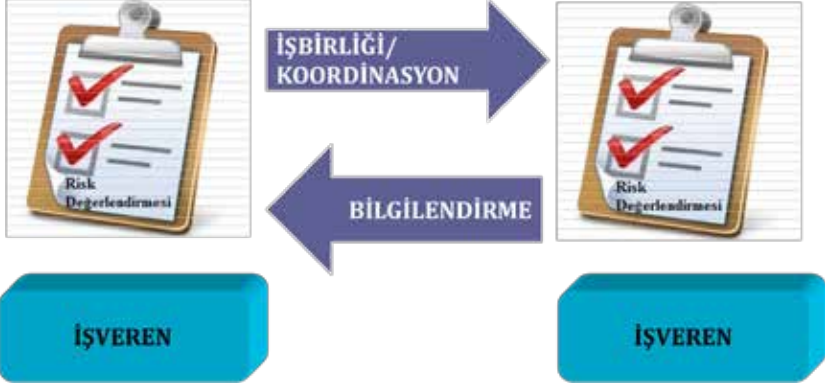 İŞBİRLİĞİ/
KOORDİNASYON
Risk
Değerlendirmesi
Risk
Değerlendirmesi
BİLGİLENDİRME
İŞVEREN
İŞVEREN